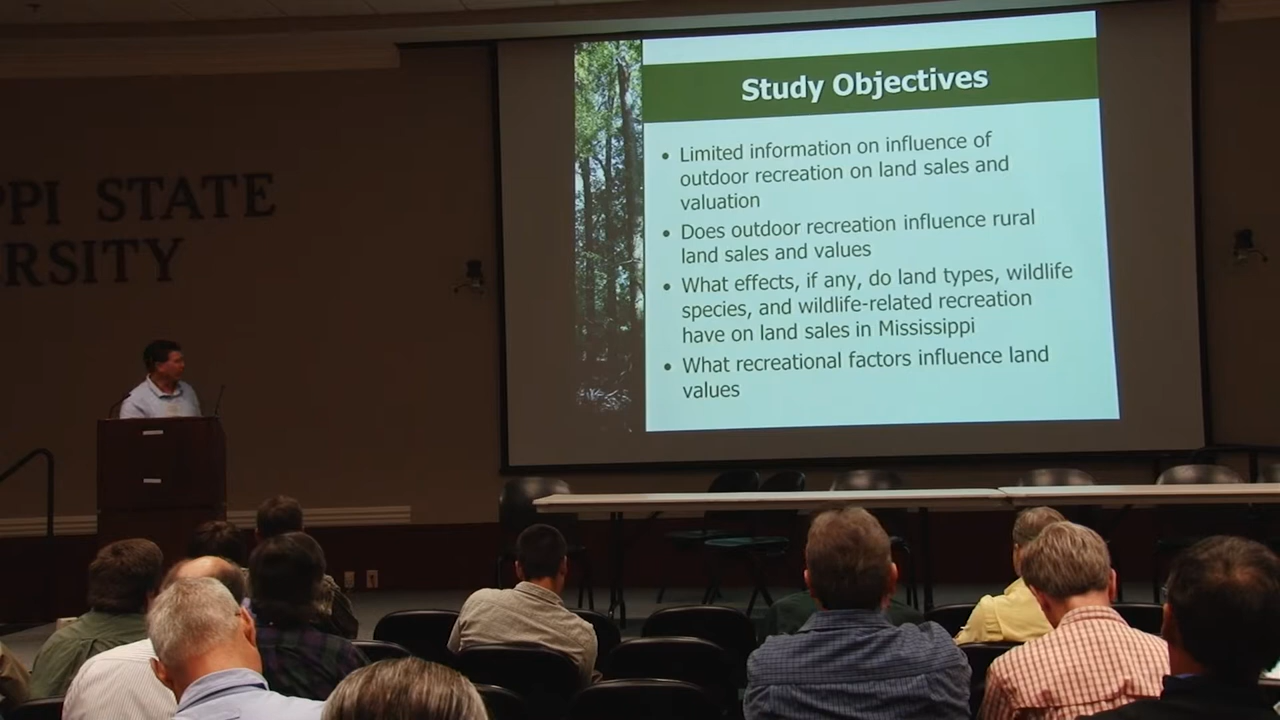 Study Objectives
• Limited information on influence of
outdoor recreation on land sales and
valuation
• Does outdoor recreation influence rural
land sales and values
• What effects, if any, do land types, wildlife
species, and wildlife-related recreation
have on land sales in Mississippi
• What recreational factors influence land
values
PPI STATE
RSITY